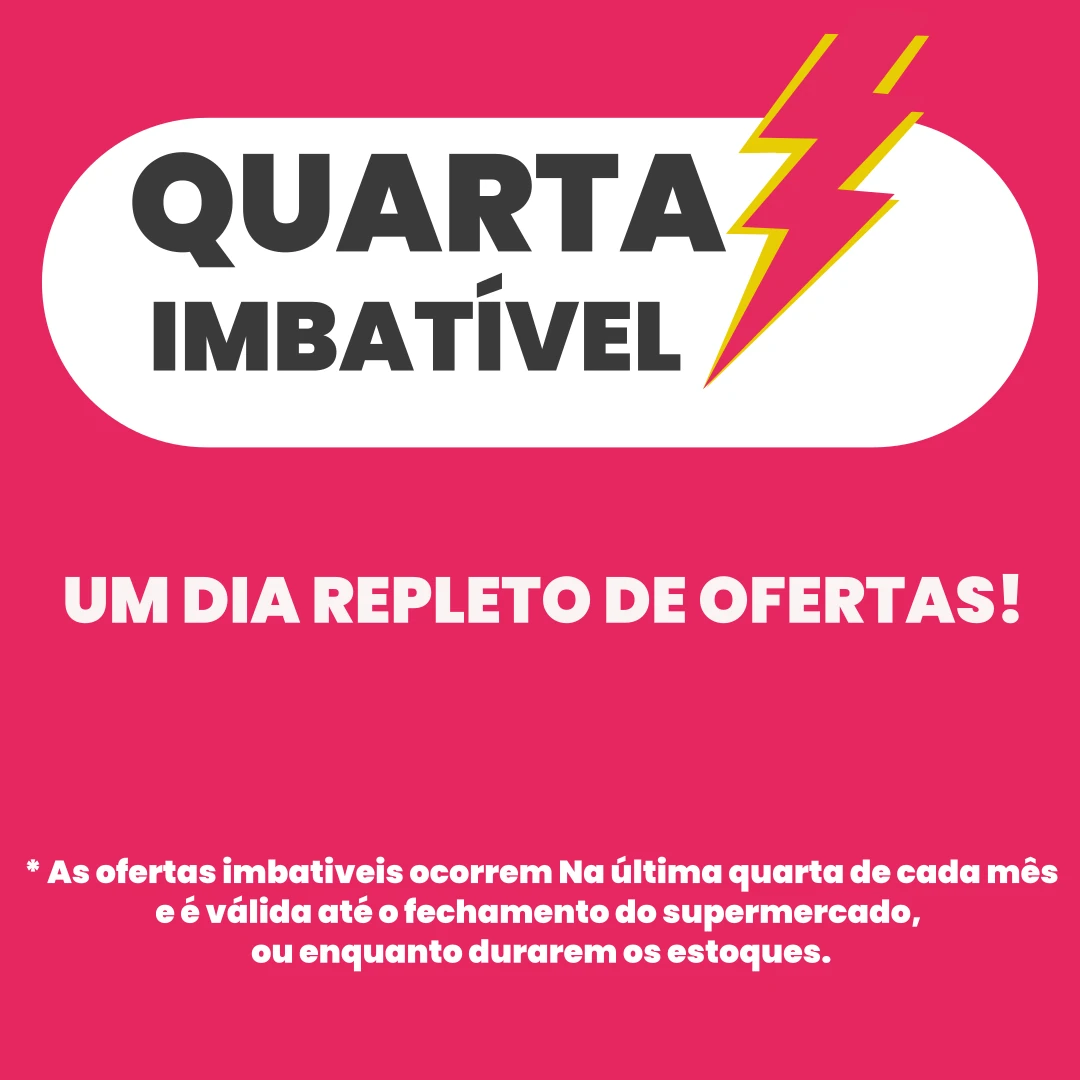 QUARTA
IMBATÍVEL
UM DIA REPLETO DE OFERTAS!
* As ofertas imbativeis ocorrem Na última quarta de cada mês
e é válida até o fechamento do supermercado,
ou enquanto durarem os estoques.